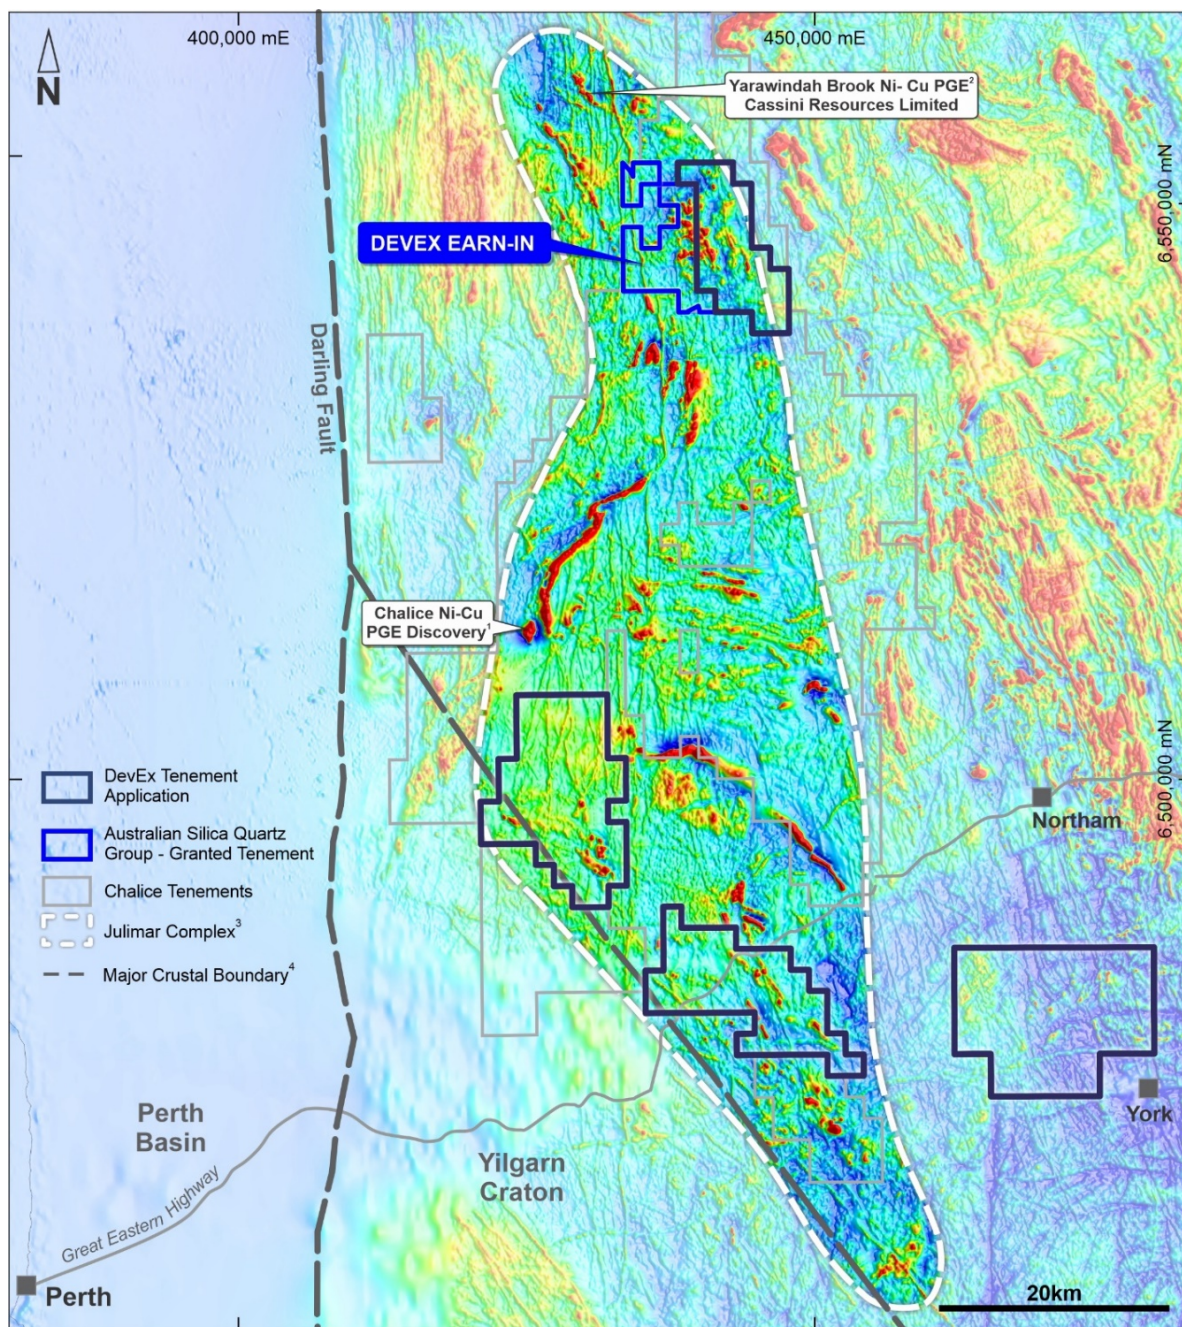 400,000 mE
450,000 mE
N
Yarawindah Brook Ni- Cu PGE²
Cassini Resources Limited
6,550,000 mN
DEVEX EARN-IN
Darling Fault
Chalice Ni-Cu
PGE Discovery¹
6,500,000 mN
DevEx Tenement
Application
Australian Silica Quartz
Group - Granted Tenement
Chalice Tenements
Julimar Complex³
Major Crustal Boundary⁴
Northam
York
Perth
Basin
Yilgarn
Craton
Great Eastern Highway
Perth
20km